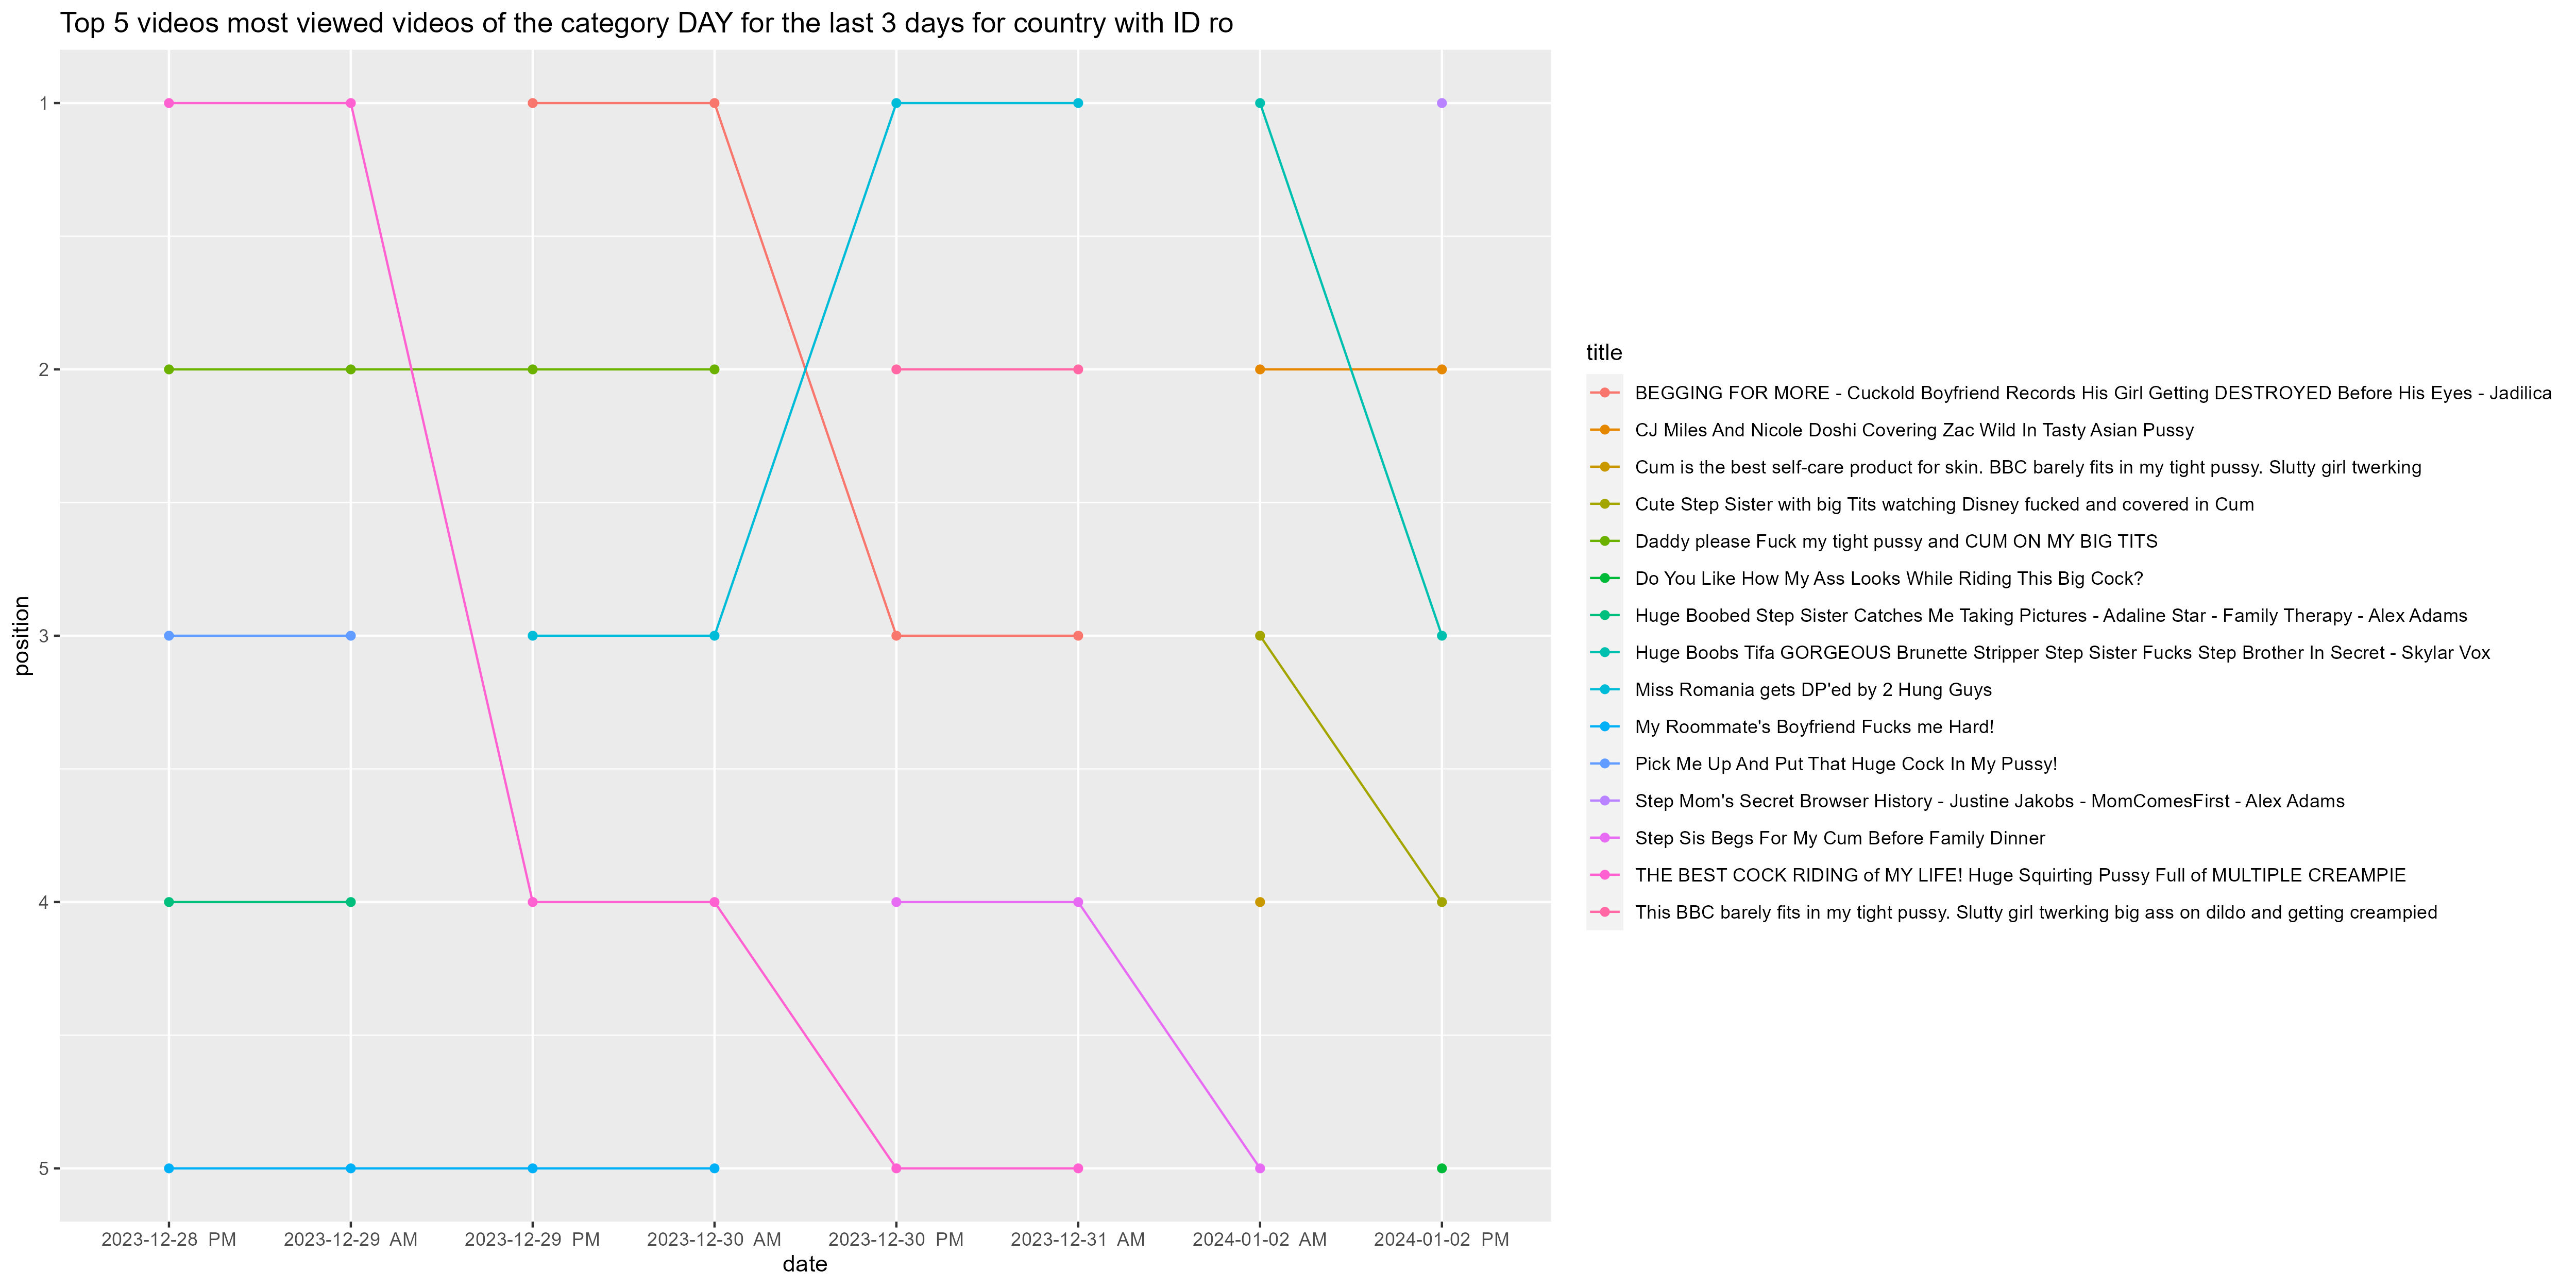 Top 5 videos most viewed videos of the category DAY for the last 3 days for country with ID ro
position
1
2
3
4
5
2023-12-28 PM
2023-12-29 AM
2023-12-29 PM
2023-12-30 AM
2023-12-30 PM
2023-12-31 AM
2024-01-02 AM
2024-01-02 PM
date
title
BEGGING FOR MORE - Cuckold Boyfriend Records His Girl Getting DESTROYED Before His Eyes - Jadilica
CJ Miles And Nicole Doshi Covering Zac Wild In Tasty Asian Pussy
Cum is the best self-care product for skin. BBC barely fits in my tight pussy. Slutty girl twerking
Cute Step Sister with big Tits watching Disney fucked and covered in Cum
Daddy please Fuck my tight pussy and CUM ON MY BIG TITS
Do You Like How My Ass Looks While Riding This Big Cock?
Huge Boobed Step Sister Catches Me Taking Pictures - Adaline Star - Family Therapy - Alex Adams
Huge Boobs Tifa GORGEOUS Brunette Stripper Step Sister Fucks Step Brother In Secret - Skylar Vox
Miss Romania gets DP'ed by 2 Hung Guys
My Roommate's Boyfriend Fucks me Hard!
Pick Me Up And Put That Huge Cock In My Pussy!
Step Mom's Secret Browser History - Justine Jakobs - MomComesFirst - Alex Adams
Step Sis Begs For My Cum Before Family Dinner
THE BEST COCK RIDING of MY LIFE! Huge Squirting Pussy Full of MULTIPLE CREAMPIE
This BBC barely fits in my tight pussy. Slutty girl twerking big ass on dildo and getting creampied